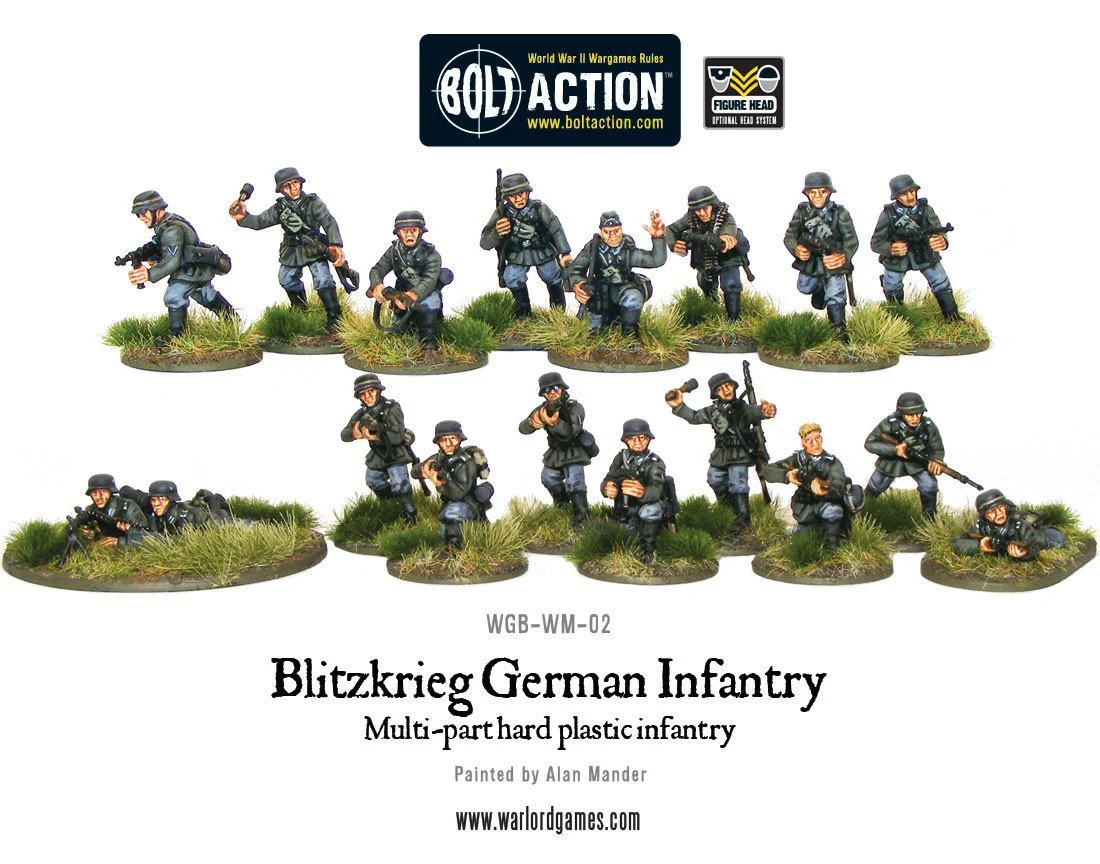 World War II Wargames Rules
BOLT ACTION™
www.boltaction.com
FIGURE HEAD
OPTIONAL HEAD SYSTEM
WGB-WM-02
Blitzkrieg German Infantry
Multi-part hard plastic infantry
Painted by Alan Mander
www.warlordgames.com